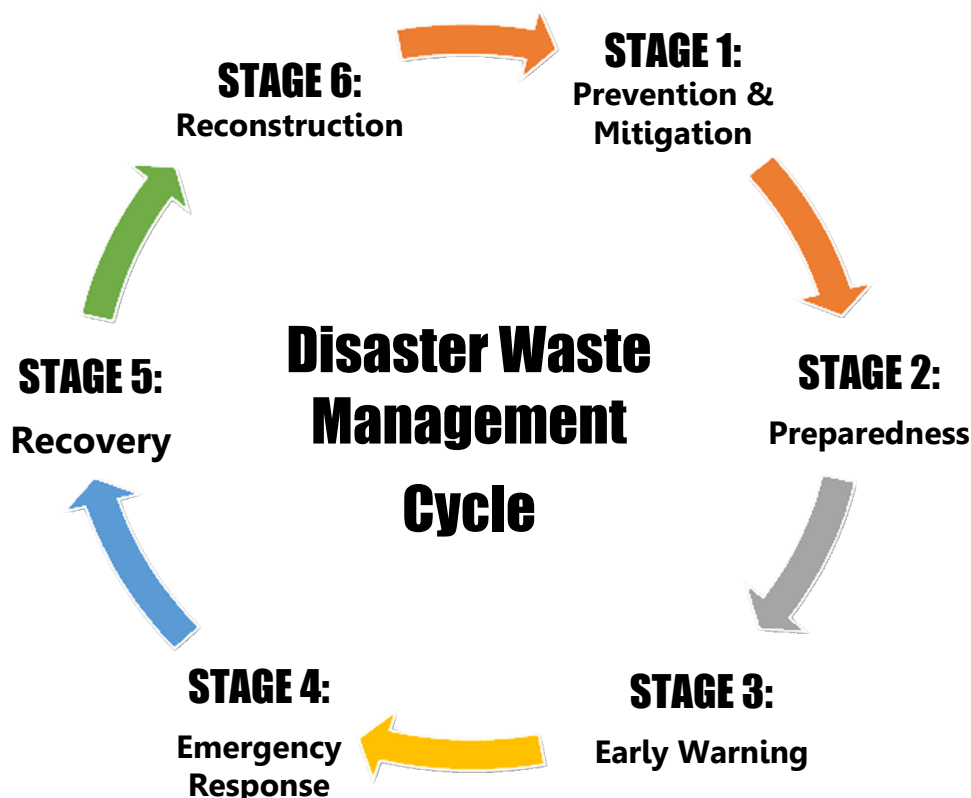 STAGE 1:
Prevention &
Mitigation
STAGE 2:
Preparedness
STAGE 3:
Early Warning
STAGE 4:
Emergency
Response
STAGE 5:
Recovery
STAGE 6:
Reconstruction
Disaster Waste
Management
Cycle